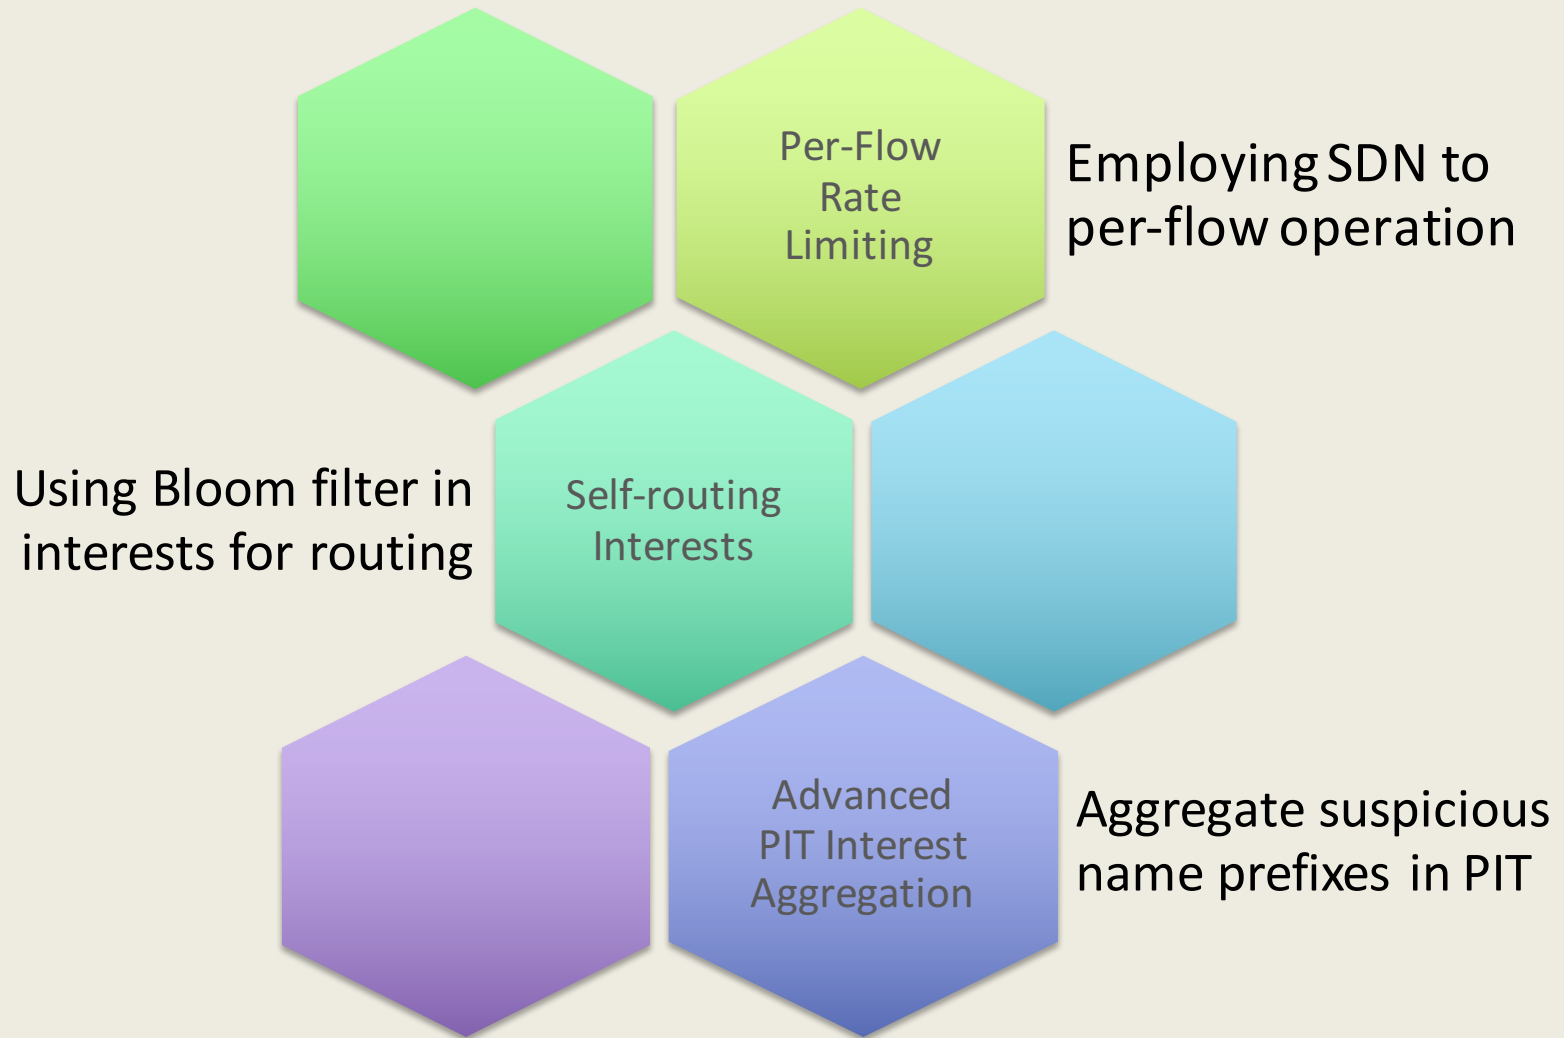 Per-Flow
Rate
Limiting
Employing SDN to
per-flow operation
Using Bloom filter in
interests for routing
Self-routing
Interests
Advanced
PIT Interest
Aggregation
Aggregate suspicious
name prefixes in PIT